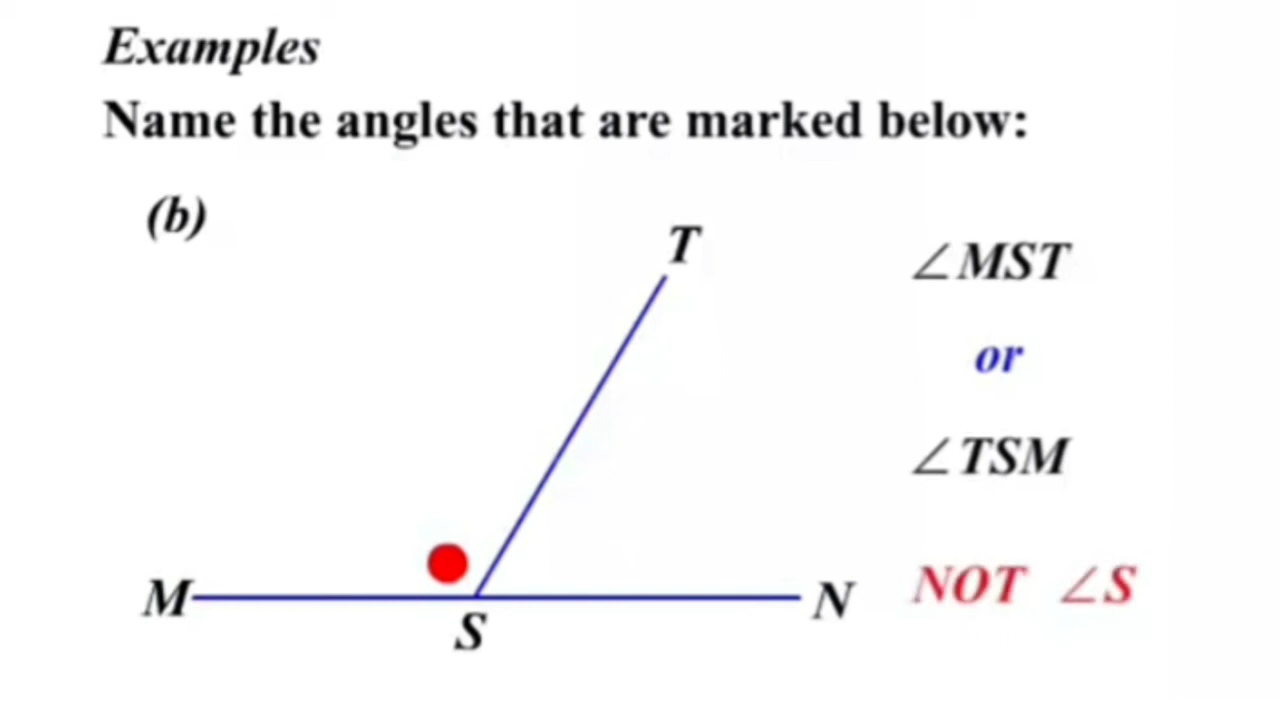 Examples
Name the angles that are marked below:
(b)
T
∠MST
or
∠TSM
M
S
N
NOT ∠S